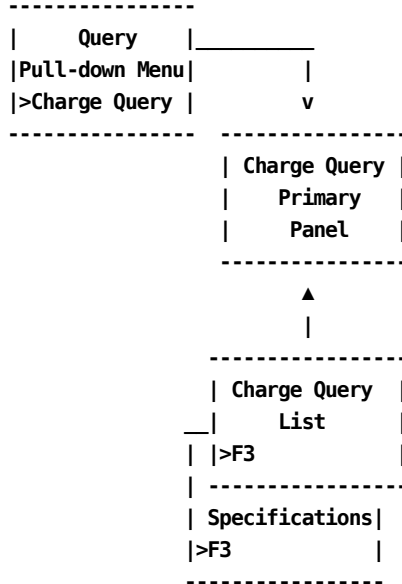 Query
Pull-down Menu
>Charge Query
v
Charge Query
Primary
Panel
Charge Query
List
>F3
Specifications
>F3